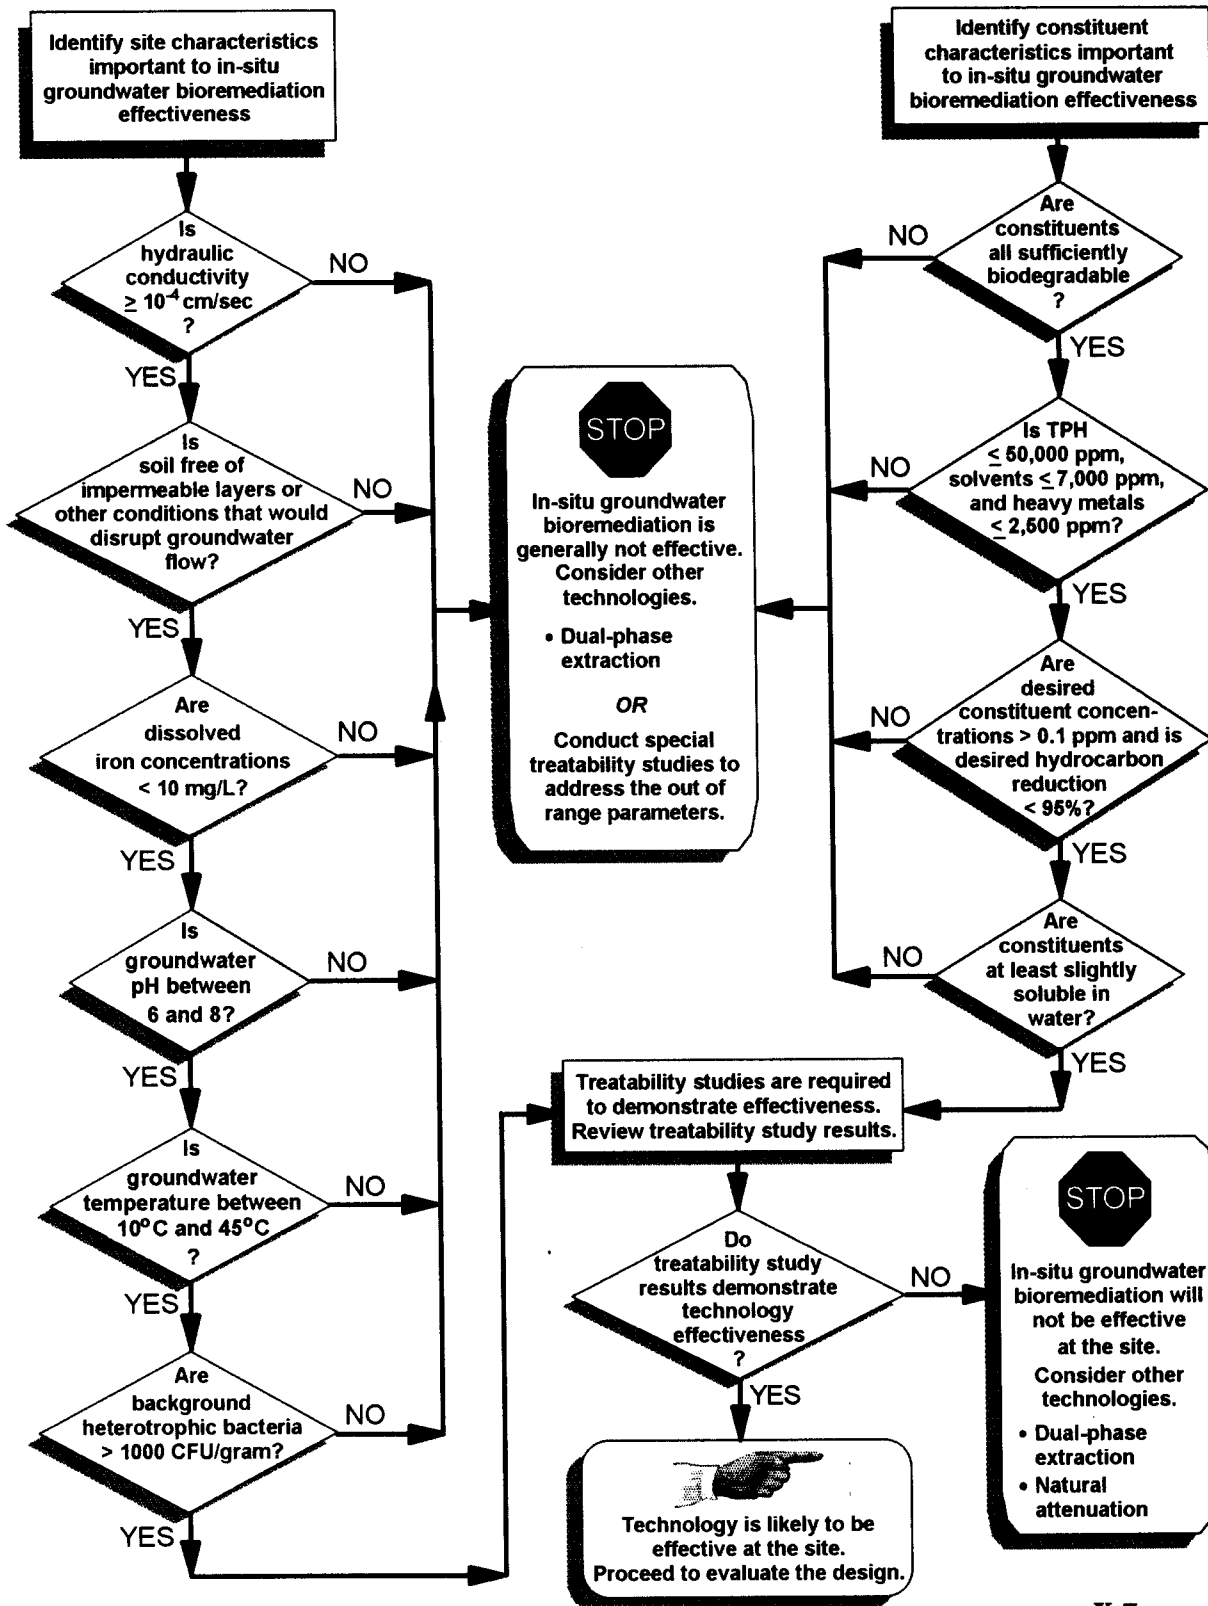 Identify site characteristics
important to in-situ
groundwater bioremediation
effectiveness
Is
hydraulic
conductivity
≥ 10⁻⁴ cm/sec
?
NO
YES
Is
soil free of
impermeable layers or
other conditions that would
disrupt groundwater
flow?
NO
YES
Are
dissolved
iron concentrations
< 10 mg/L?
NO
YES
Is
groundwater
pH between
6 and 8?
NO
YES
Is
groundwater
temperature between
10°C and 45°C
?
NO
YES
Are
background
heterotrophic bacteria
> 1000 CFU/gram?
NO
YES
STOP
In-situ groundwater
bioremediation is
generally not effective.
Consider other
technologies.
• Dual-phase
extraction
OR
Conduct special
treatability studies to
address the out of
range parameters.
Identify constituent
characteristics important
to in-situ groundwater
bioremediation effectiveness
Are
constituents
all sufficiently
biodegradable
?
NO
YES
Is TPH
≤ 50,000 ppm,
solvents ≤ 7,000 ppm,
and heavy metals
≤ 2,500 ppm?
NO
YES
Are
desired
constituent concen-
trations > 0.1 ppm and is
desired hydrocarbon
reduction
< 95%?
NO
YES
Are
constituents
at least slightly
soluble in
water?
NO
YES
Treatability studies are required
to demonstrate effectiveness.
Review treatability study results.
Do
treatability study
results demonstrate
technology
effectiveness
?
NO
YES
Technology is likely to be
effective at the site.
Proceed to evaluate the design.
STOP
In-situ groundwater
bioremediation will
not be effective
at the site.
Consider other
technologies.
• Dual-phase
extraction
• Natural
attenuation